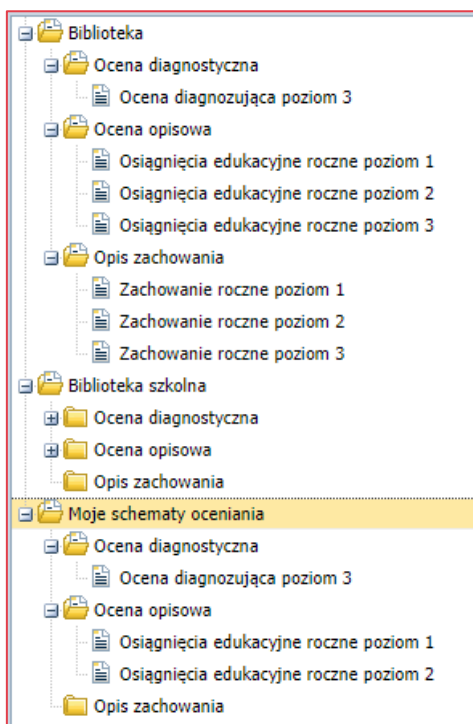 Biblioteka
Ocena diagnostyczna
Ocena diagnozująca poziom 3
Ocena opisowa
Osiągnięcia edukacyjne roczne poziom 1
Osiągnięcia edukacyjne roczne poziom 2
Osiągnięcia edukacyjne roczne poziom 3
Opis zachowania
Zachowanie roczne poziom 1
Zachowanie roczne poziom 2
Zachowanie roczne poziom 3
Biblioteka szkolna
Ocena diagnostyczna
Ocena opisowa
Opis zachowania
Moje schematy oceniania
Ocena diagnostyczna
Ocena diagnozująca poziom 3
Ocena opisowa
Osiągnięcia edukacyjne roczne poziom 1
Osiągnięcia edukacyjne roczne poziom 2
Opis zachowania